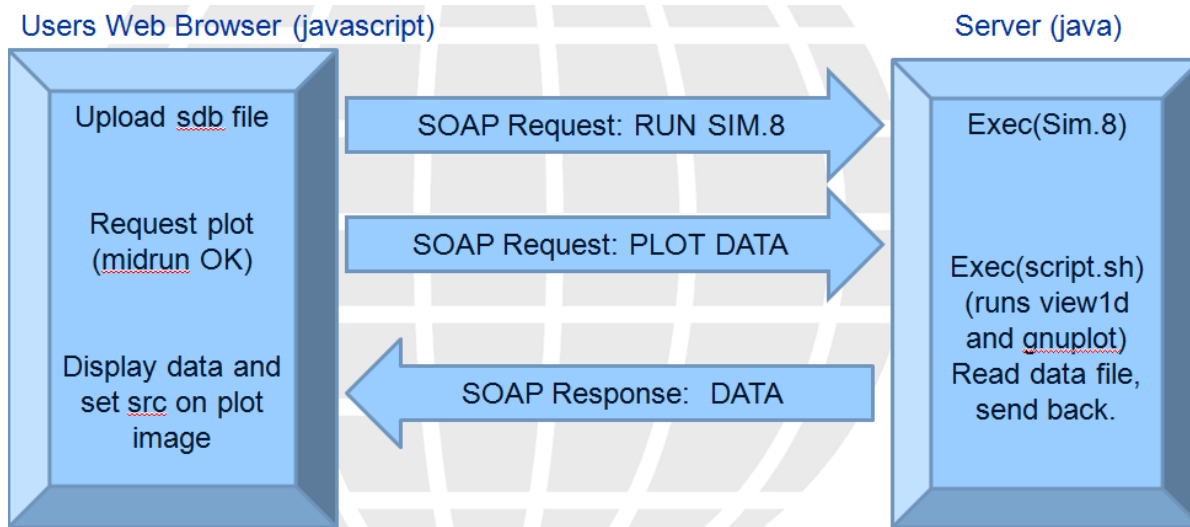 Users Web Browser (javascript)
Server (java)
Upload sdb file
SOAP Request: RUN SIM.8
Exec(Sim.8)
Request plot
(midrun OK)
SOAP Request: PLOT DATA
Exec(script.sh)
(runs view1d
and gnuplot)
Read data file,
send back.
Display data and
set src on plot
image
SOAP Response: DATA